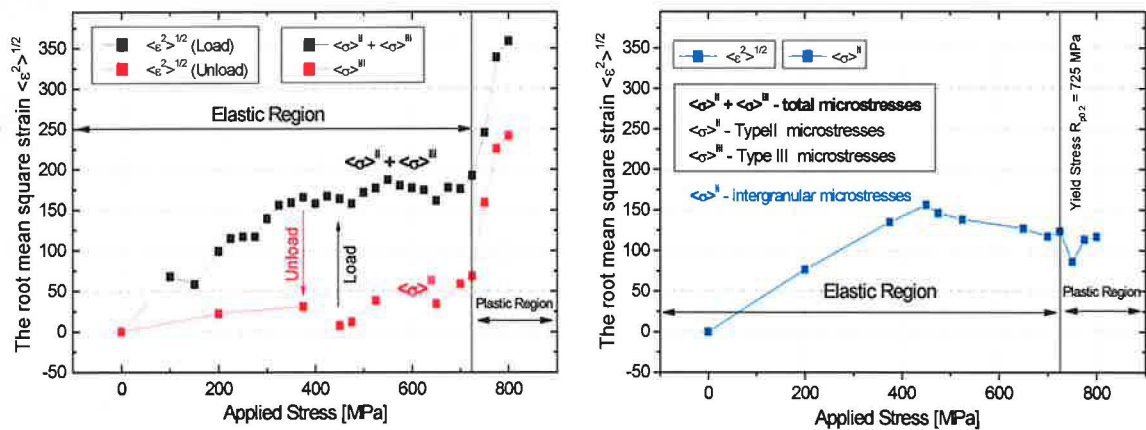 The root mean square strain <ε²>^1/2
350
300
250
200
150
100
50
0
-50
<ε²>^1/2 (Load)
<ε²>^1/2 (Unload)
<σ>^II + <σ>^III
<σ>^III
Elastic Region
<σ>^II + <σ>^III
Unload
Load
Plastic Region
0 200 400 600 800
Applied Stress [MPa]
The root mean square strain <ε²>^1/2
350
300
250
200
150
100
50
0
-50
<ε²>^1/2
<σ>^II
<σ>^II + <σ>^III - total microstresses
<σ>^II - TypeII microstresses
<σ>^III - Type III microstresses
<σ>^II - intergranular microstresses
Yield Stress R_p0.2 = 725 MPa
Elastic Region
Plastic Region
0 200 400 600 800
Applied Stress [MPa]